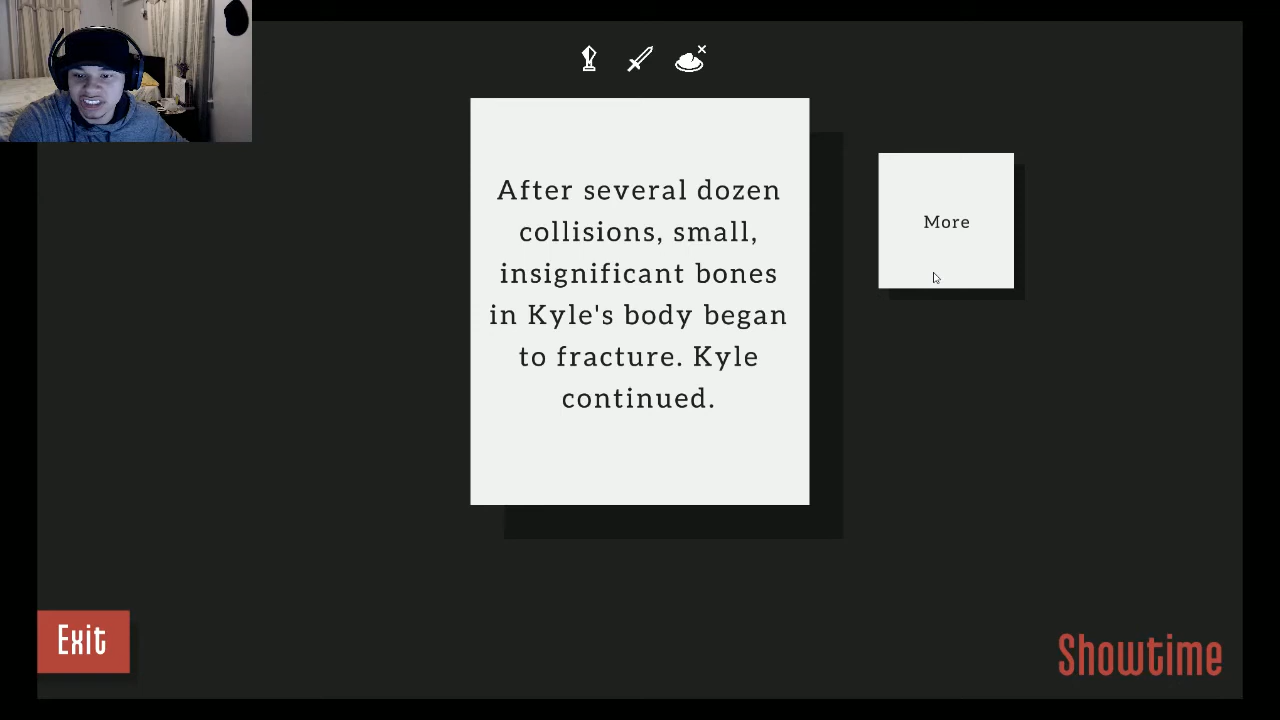 After several dozen
collisions, small,
insignificant bones
in Kyle's body began
to fracture. Kyle
continued.
More
Exit
Showtime